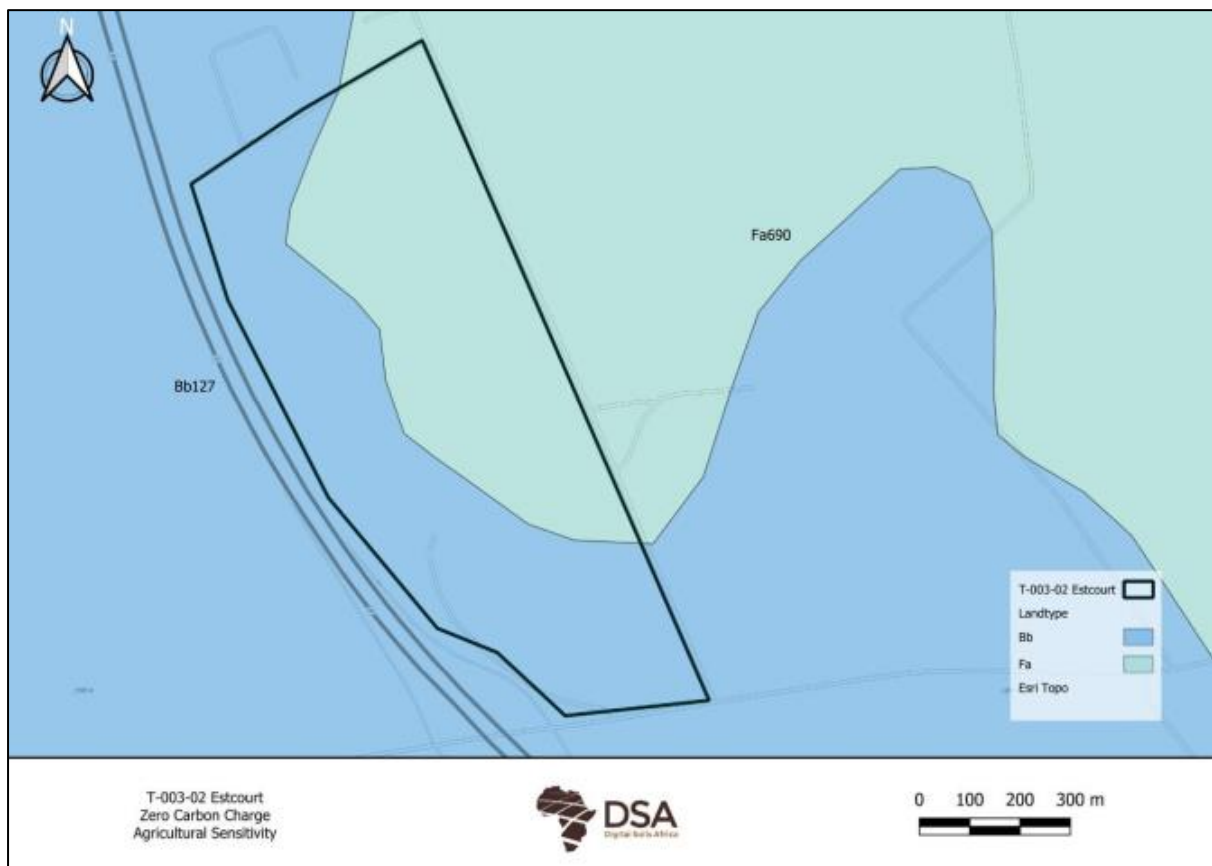 N
Fa690
Bb127
T-003-02 Estcourt
Landtype
Bb
Fa
Esri Topo
T-003-02 Estcourt
Zero Carbon Charge
Agricultural Sensitivity
DSA
Digital Soils Africa
0 100 200 300 m